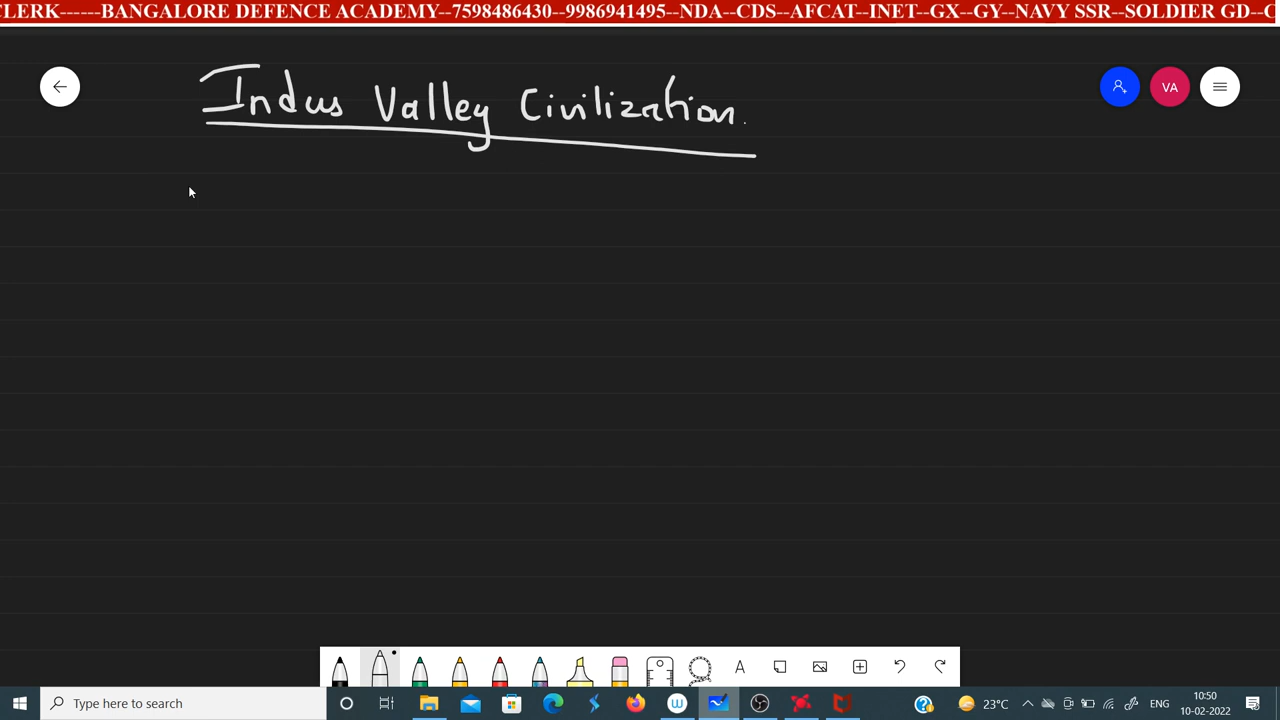 CLERK------BANGALORE DEFENCE ACADEMY--7598486430--9986941495--NDA--CDS--AFCAT--INET--GX--GY--NAVY SSR--SOLDIER GD--C
Indus Valley Civilization.
VA
A
Type here to search
23°C
ENG
10:50
10-02-2022